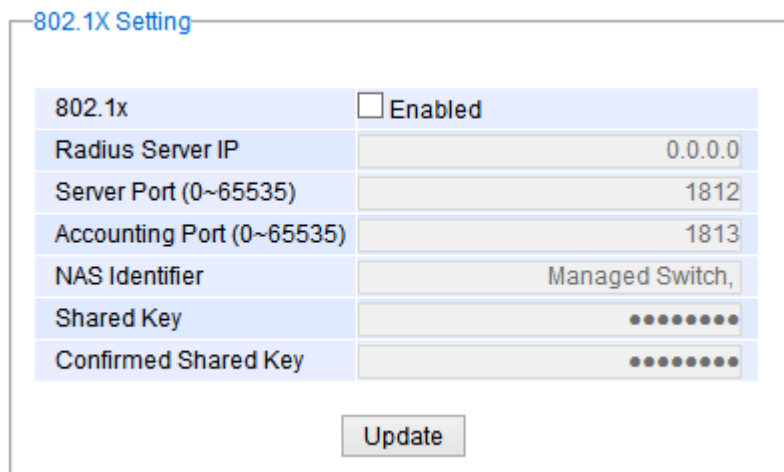 802.1X Setting
802.1x Enabled
Radius Server IP 0.0.0.0
Server Port (0~65535) 1812
Accounting Port (0~65535) 1813
NAS Identifier Managed Switch,
Shared Key ●●●●●●●●
Confirmed Shared Key ●●●●●●●●
Update